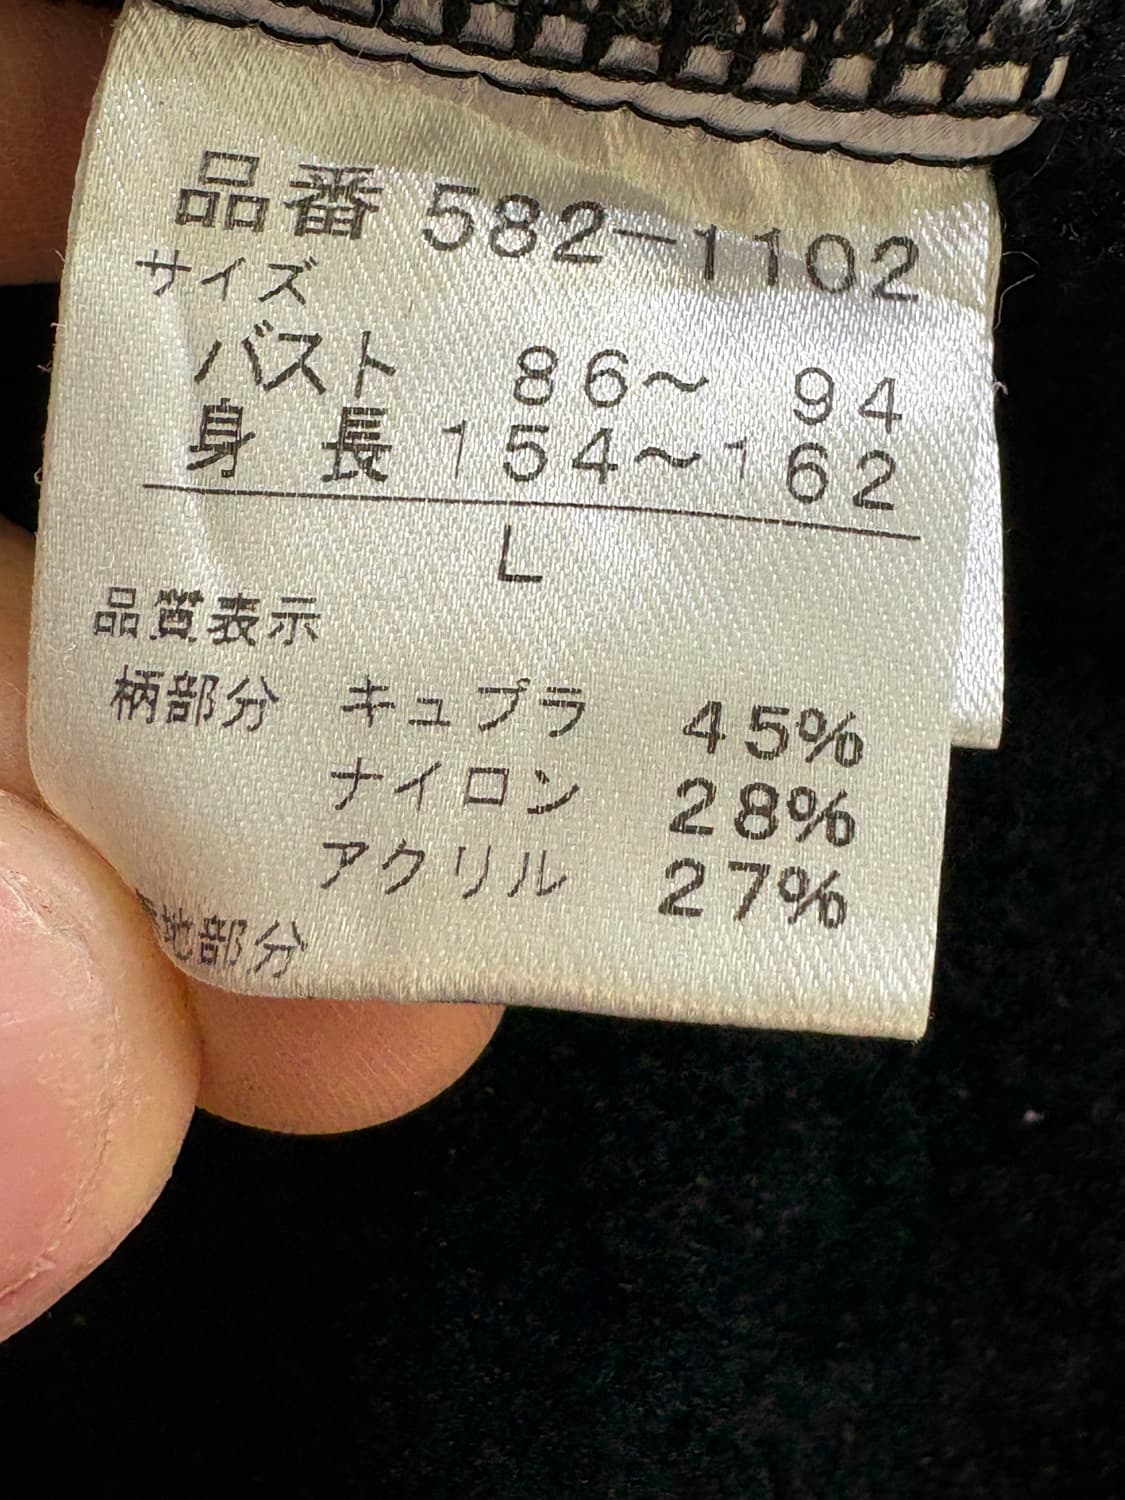 品番 582-1102
サイズ
バスト 86～ 94
身 長 154～162
L
品質表示
柄部分 キュプラ 45%
ナイロン 28%
アクリル 27%
地部分